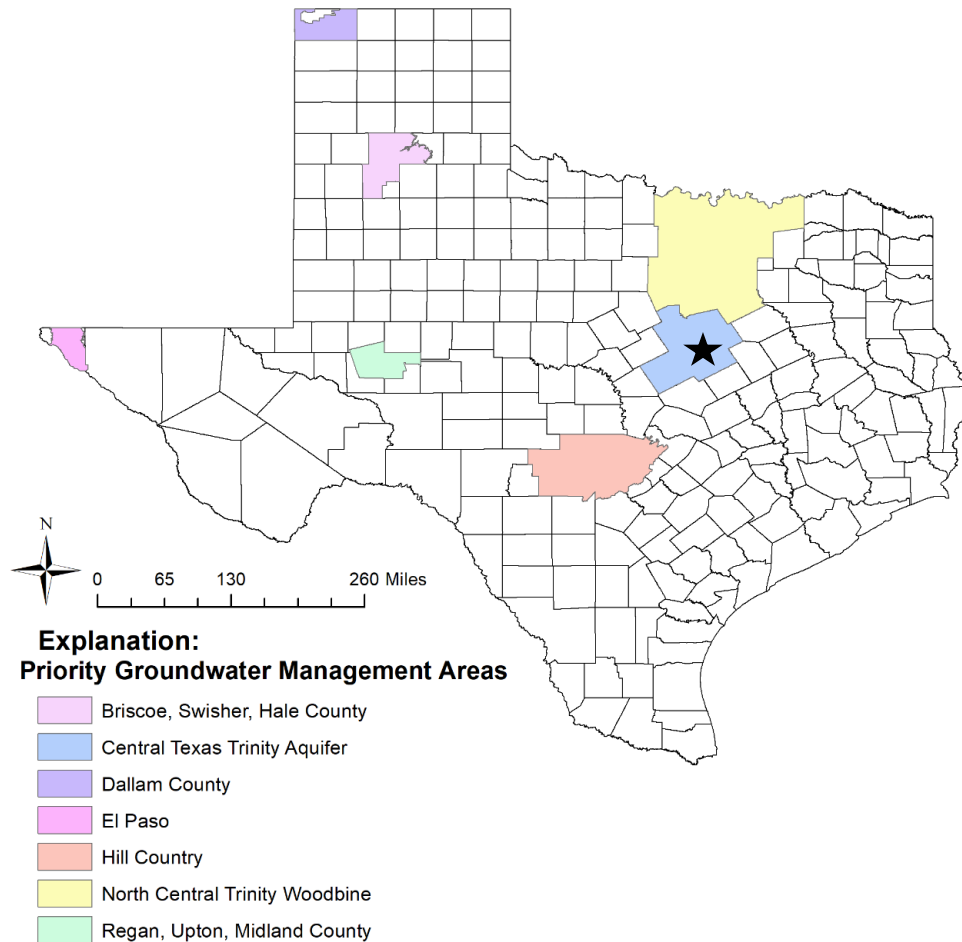 N
0 65 130 260 Miles
Explanation:
Priority Groundwater Management Areas
Briscoe, Swisher, Hale County
Central Texas Trinity Aquifer
Dallam County
El Paso
Hill Country
North Central Trinity Woodbine
Regan, Upton, Midland County